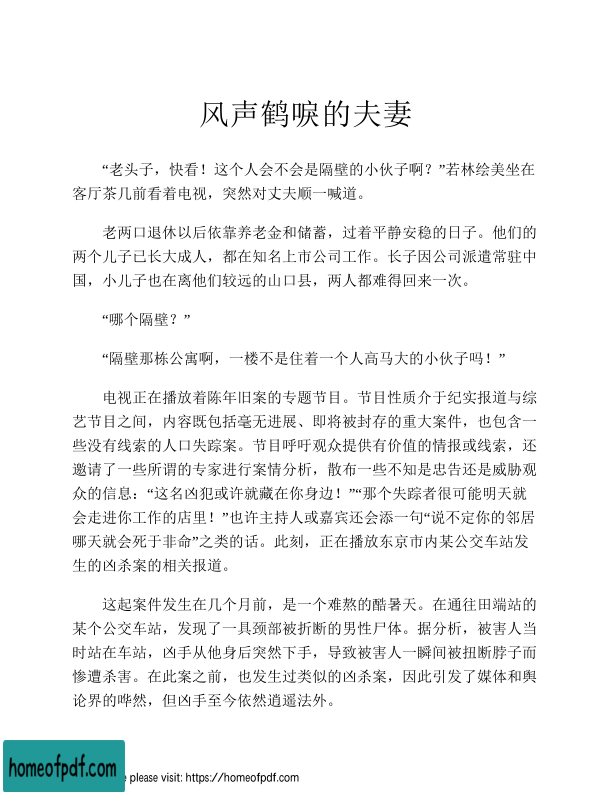 风声鹤唳的夫妻
“老头子，快看！这个人会不会是隔壁的小伙子啊？”若林绘美坐在
客厅茶几前看着电视，突然对丈夫顺一喊道。
老两口退休以后依靠养老金和储蓄，过着平静安稳的日子。他们的
两个儿子已长大成人，都在知名上市公司工作。长子因公司派遣常驻中
国，小儿子也在离他们较远的山口县，两人都难得回来一次。
“哪个隔壁？”
“隔壁那栋公寓啊，一楼不是住着一个人高马大的小伙子吗！”
电视正在播放着陈年旧案的专题节目。节目性质介于纪实报道与综
艺节目之间，内容既包括毫无进展、即将被封存的重大案件，也包含一
些没有线索的人口失踪案。节目呼吁观众提供有价值的情报或线索，还
邀请了一些所谓的专家进行案情分析，散布一些不知是忠告还是威胁观
众的信息：“这名凶犯或许就藏在你身边！”“那个失踪者很可能明天就
会走进你工作的店里！”也许主持人或嘉宾还会添一句“说不定你的邻居
哪天就会死于非命”之类的话。此刻，正在播放东京市内某公交车站发
生的凶杀案的相关报道。
这起案件发生在几个月前，是一个难熬的酷暑天。在通往田端站的
某个公交车站，发现了一具颈部被折断的男性尸体。据分析，被害人当
时站在车站，凶手从他身后突然下手，导致被害人一瞬间被扭断脖子而
惨遭杀害。在此案之前，也发生过类似的凶杀案，因此引发了媒体和舆
论界的哗然，但凶手至今依然逍遥法外。
homeofpdf.com
e please visit: https://homeofpdf.com